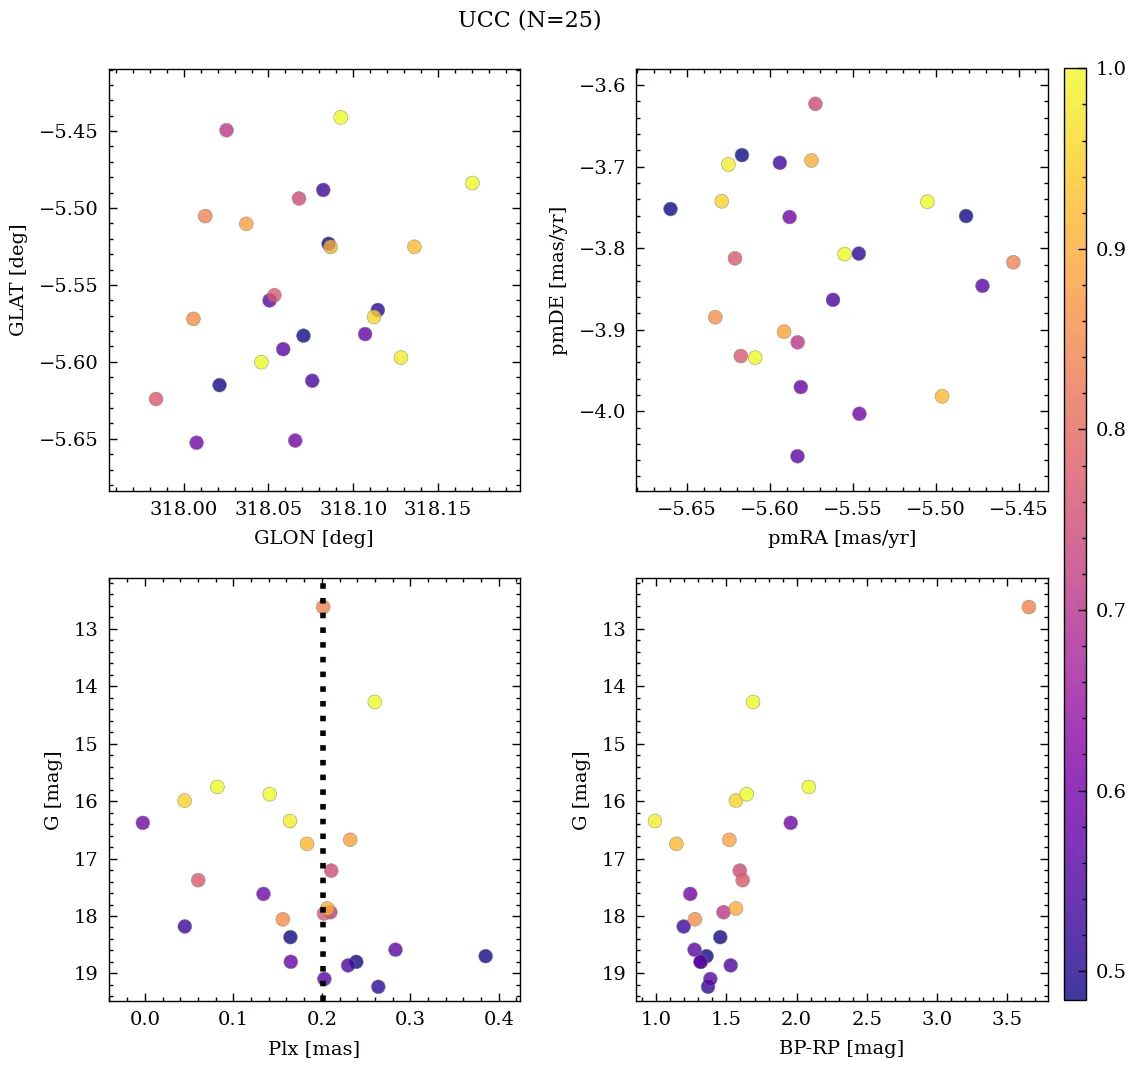 UCC (N=25)
−5.45
−5.50
−5.55
−5.60
−5.65
GLAT [deg]
318.00 318.05 318.10 318.15
GLON [deg]
−3.6
−3.7
−3.8
−3.9
−4.0
pmDE [mas/yr]
−5.65 −5.60 −5.55 −5.50 −5.45
pmRA [mas/yr]
13
14
15
16
17
18
19
G [mag]
0.0 0.1 0.2 0.3 0.4
Plx [mas]
13
14
15
16
17
18
19
G [mag]
1.0 1.5 2.0 2.5 3.0 3.5
BP-RP [mag]
1.0
0.9
0.8
0.7
0.6
0.5